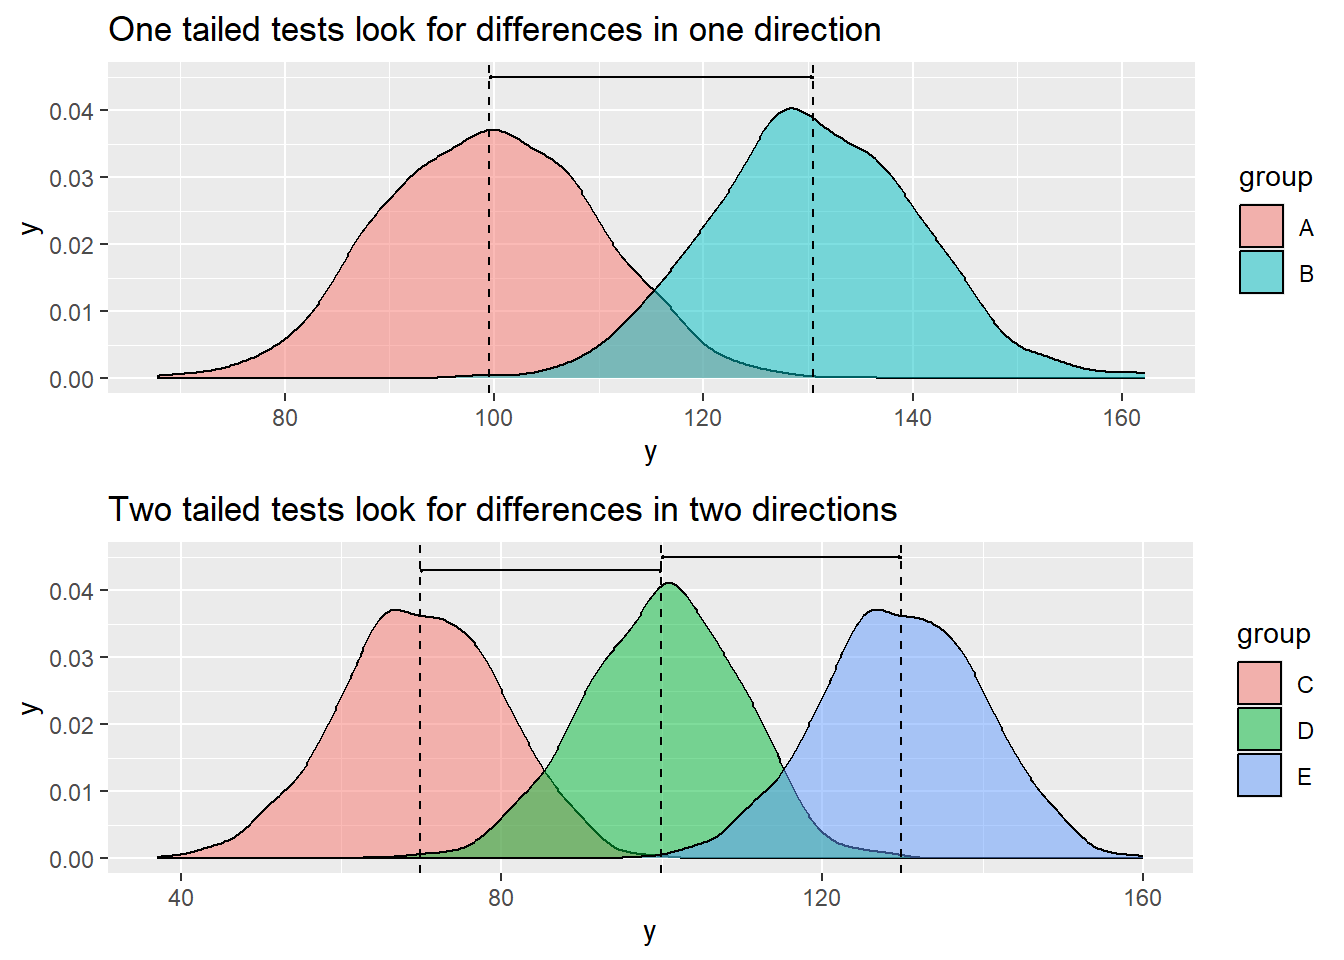 One tailed tests look for differences in one direction
0.04
0.03
0.02
0.01
0.00
y
80 100 120 140 160
y
group
A
B
Two tailed tests look for differences in two directions
0.04
0.03
0.02
0.01
0.00
y
40 80 120 160
y
group
C
D
E